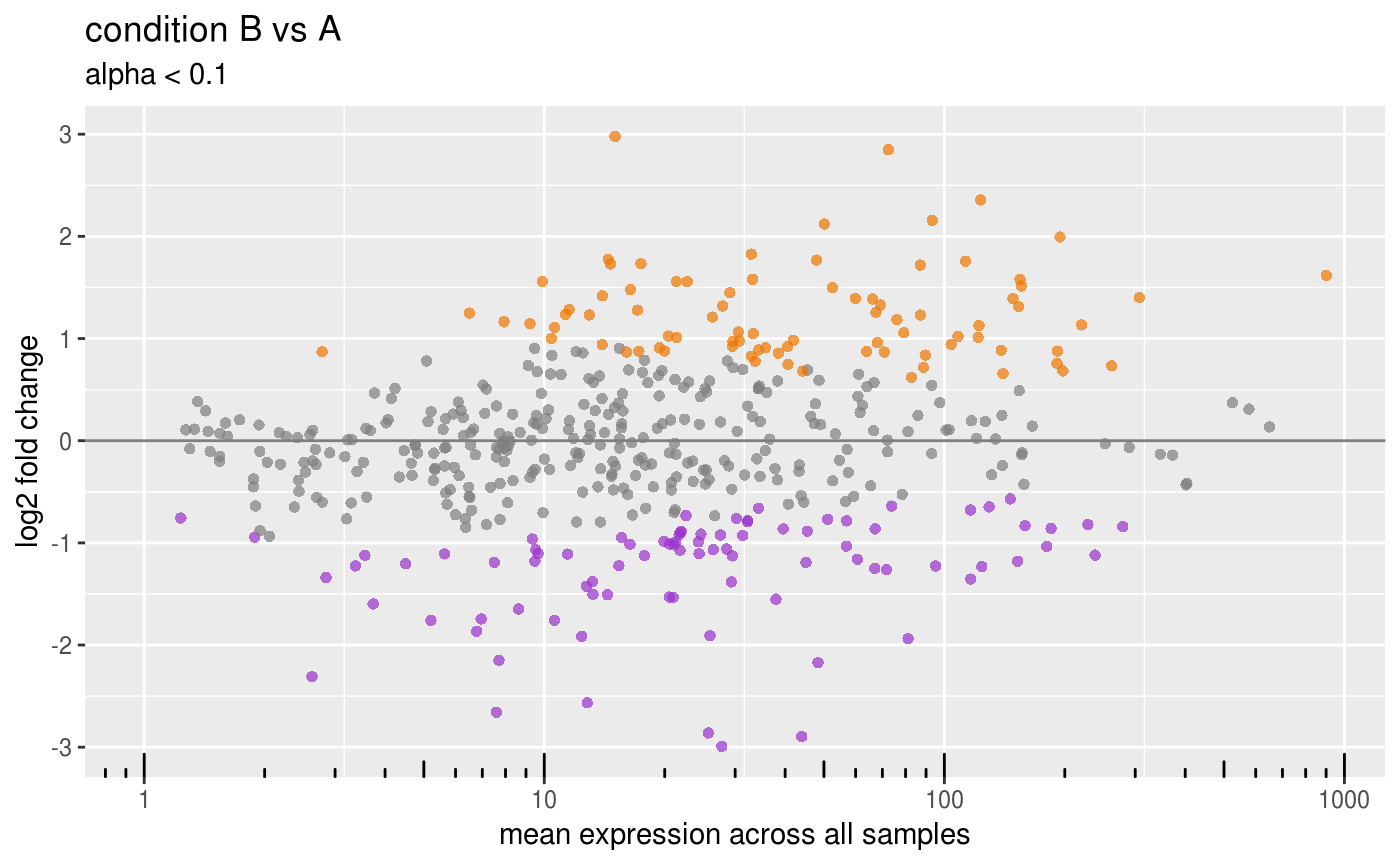 condition B vs A
alpha < 0.1
log2 fold change
3
2
1
0
-1
-2
-3
1 10 100 1000
mean expression across all samples